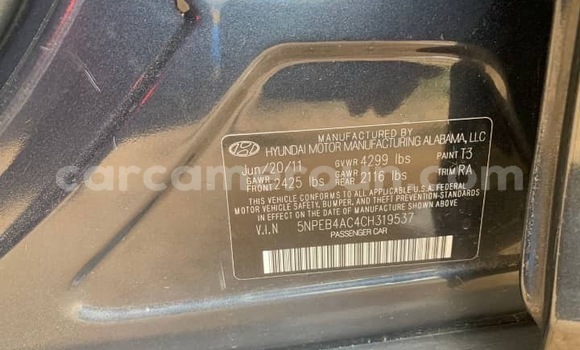 MANUFACTURED BY
HYUNDAI MOTOR MANUFACTURING ALABAMA, LLC
Jun/20/11 GVWR 4299 lbs PAINT T3
GAWR FRONT 2425 lbs GAWR REAR 2116 lbs TRIM RA
THIS VEHICLE CONFORMS TO ALL APPLICABLE U.S.A. FEDERAL
MOTOR VEHICLE SAFETY, BUMPER, AND THEFT PREVENTION
STANDARDS IN EFFECT ON THE DATE OF MANUFACTURE SHOWN ABOVE.
V.I.N 5NPEB4AC4CH319537
PASSENGER CAR